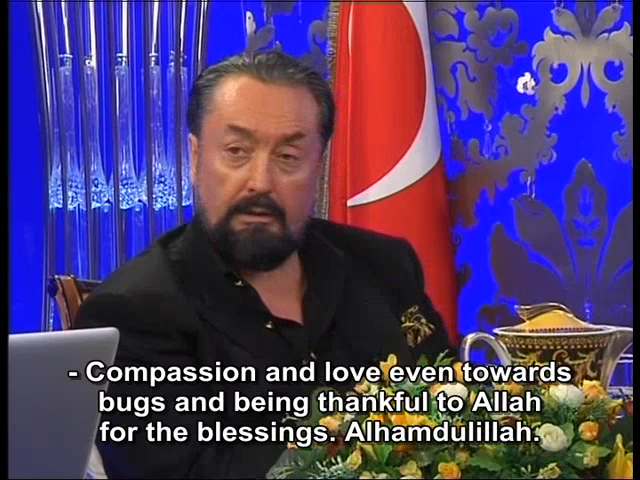 - Compassion and love even towards
bugs and being thankful to Allah
for the blessings. Alhamdulillah.